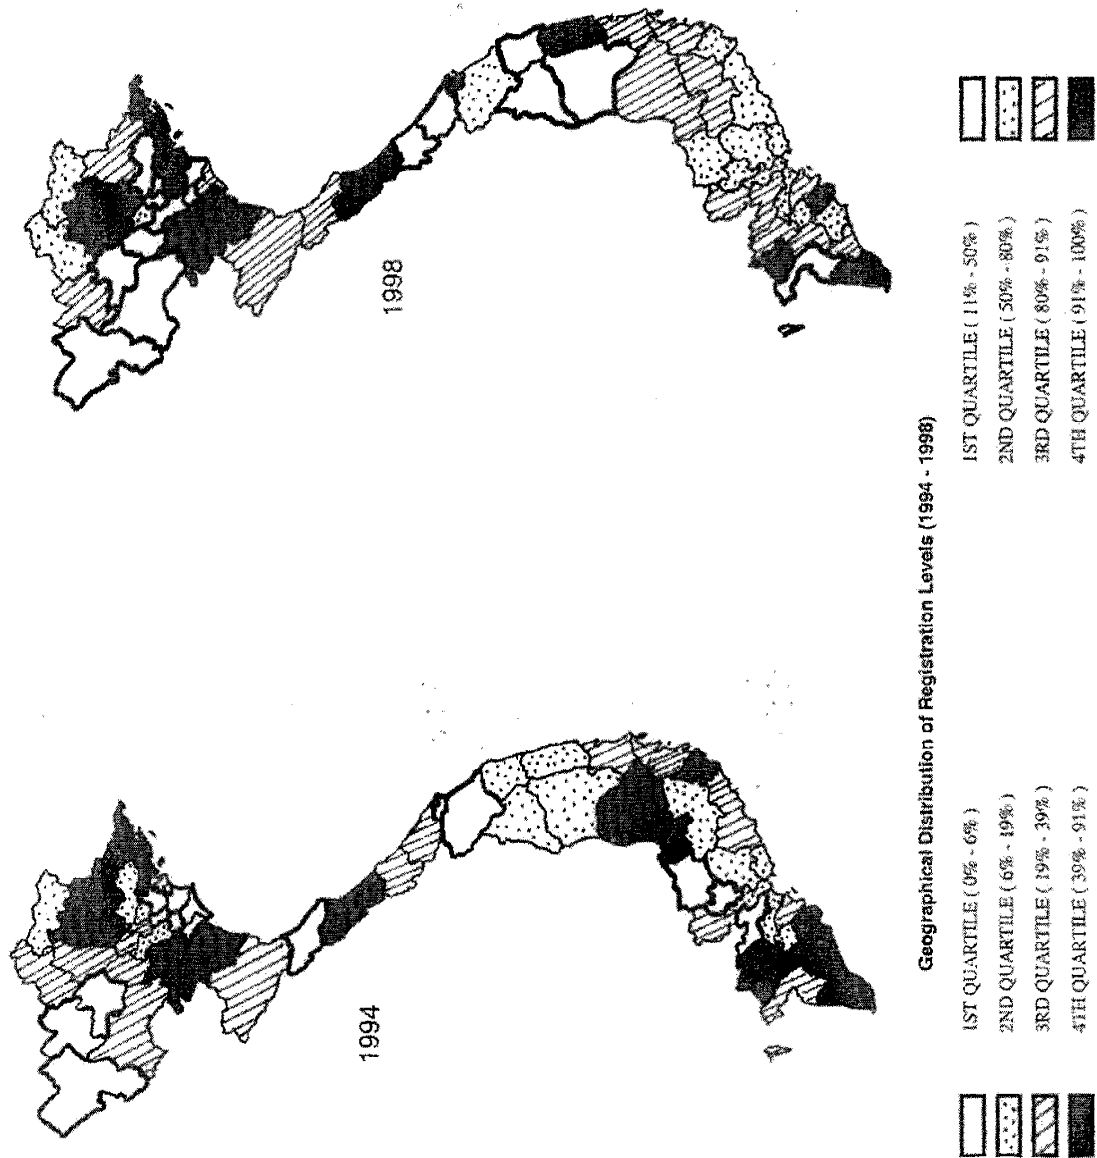 1994
1998
Geographical Distribution of Registration Levels (1994 - 1998)
1ST QUARTILE ( 0% - 6% )
2ND QUARTILE ( 6% - 19% )
3RD QUARTILE ( 19% - 39% )
4TH QUARTILE ( 39% - 91% )
1ST QUARTILE ( 11% - 50% )
2ND QUARTILE ( 50% - 80% )
3RD QUARTILE ( 80% - 91% )
4TH QUARTILE ( 91% - 100% )